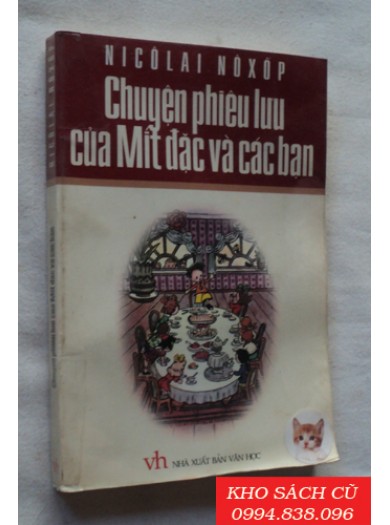 NICÔLAI NÔXÔP
Chuyện phiêu lưu
của Mít đặc và các bạn
vh NHÀ XUẤT BẢN VĂN HỌC
KHO SÁCH CŨ
0994.838.096